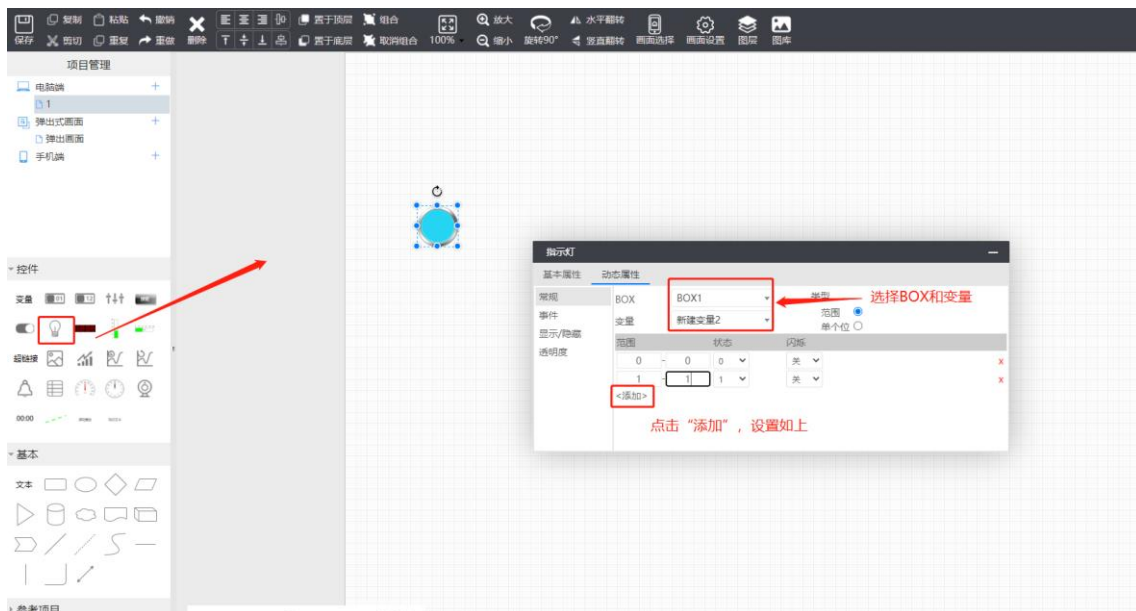 复制 粘贴 撤销 置于顶层 组合 放大 水平翻转
保存 剪切 重复 重做 删除 置于底层 取消组合 100% 缩小 旋转90° 竖直翻转 画面选择 画面设置 图层 图库
项目管理
电脑端 +
1
弹出式画面 +
弹出画面
手机端 +
控件
变量
超链接
00:00
基本
文本
参考项目
指示灯
基本属性 动态属性
常规
事件
显示/隐藏
透明度
BOX BOX1 类型
变量 新建变量2 范围
单个位
范围 状态 闪烁
0 - 0 0 关 x
1 - 1 1 关 x
<添加>
选择BOX和变量
点击“添加”，设置如上